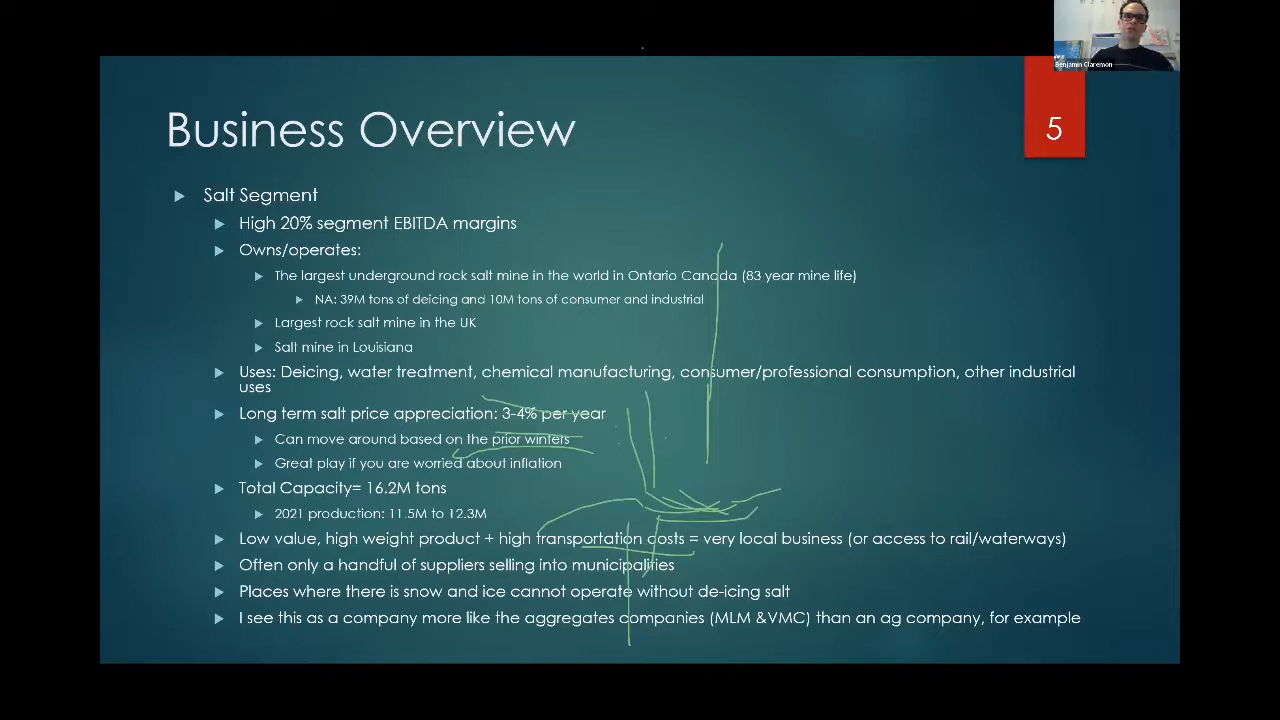 Benjamin Claremon
Business Overview
5
Salt Segment
High 20% segment EBITDA margins
Owns/operates:
The largest underground rock salt mine in the world in Ontario Canada (83 year mine life)
NA: 39M tons of deicing and 10M tons of consumer and industrial
Largest rock salt mine in the UK
Salt mine in Louisiana
Uses: Deicing, water treatment, chemical manufacturing, consumer/professional consumption, other industrial
uses
Long term salt price appreciation: 3-4% per year
Can move around based on the prior winters
Great play if you are worried about inflation
Total Capacity= 16.2M tons
2021 production: 11.5M to 12.3M
Low value, high weight product + high transportation costs = very local business (or access to rail/waterways)
Often only a handful of suppliers selling into municipalities
Places where there is snow and ice cannot operate without de-icing salt
I see this as a company more like the aggregates companies (MLM &VMC) than an ag company, for example